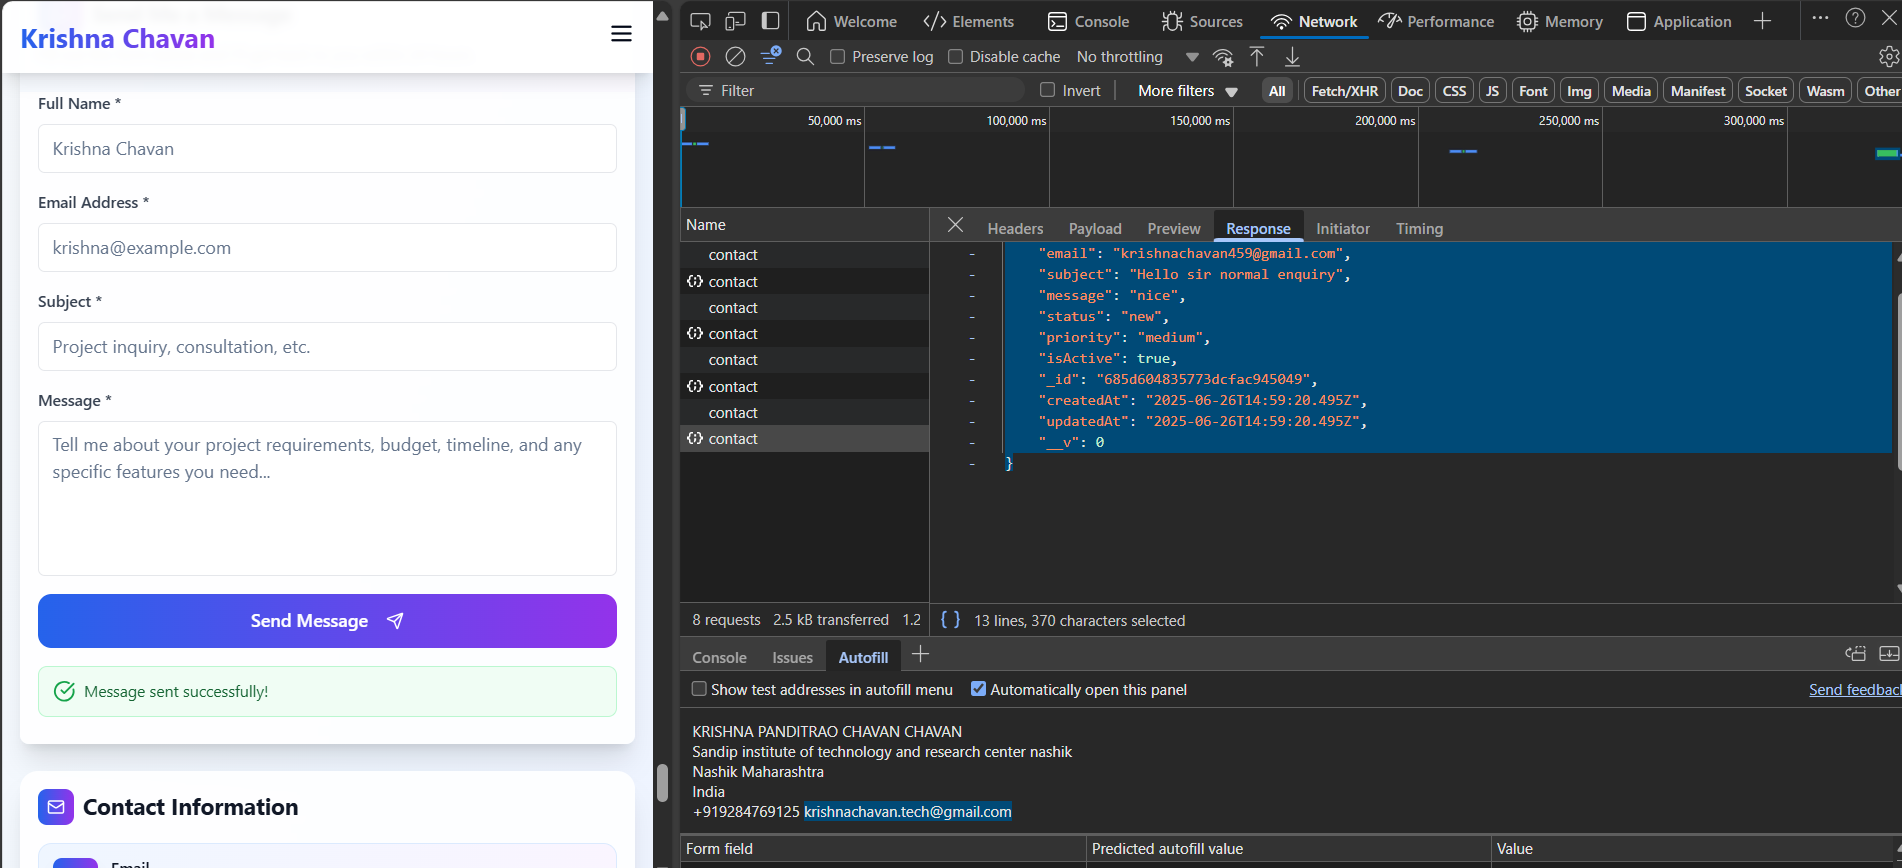 Krishna Chavan
Full Name *
Krishna Chavan
Email Address *
krishna@example.com
Subject *
Project inquiry, consultation, etc.
Message *
Tell me about your project requirements, budget, timeline, and any
specific features you need...
Send Message
Message sent successfully!
Contact Information
Email
Welcome Elements Console Sources Network Performance Memory Application
Preserve log Disable cache No throttling
Filter Invert More filters All Fetch/XHR Doc CSS JS Font Img Media Manifest Socket Wasm Other
50,000 ms 100,000 ms 150,000 ms 200,000 ms 250,000 ms 300,000 ms
Name
contact
{;} contact
contact
{;} contact
contact
{;} contact
contact
{;} contact
8 requests 2.5 kB transferred 1.2
Headers Payload Preview Response Initiator Timing
- "email": "krishnachavan459@gmail.com",
- "subject": "Hello sir normal enquiry",
- "message": "nice",
- "status": "new",
- "priority": "medium",
- "isActive": true,
- "_id": "685d604835773dcfac945049",
- "createdAt": "2025-06-26T14:59:20.495Z",
- "updatedAt": "2025-06-26T14:59:20.495Z",
- "__v": 0
- }
{ } 13 lines, 370 characters selected
Console Issues Autofill
Show test addresses in autofill menu Automatically open this panel Send feedback
KRISHNA PANDITRAO CHAVAN CHAVAN
Sandip institute of technology and research center nashik
Nashik Maharashtra
India
+919284769125 krishnachavan.tech@gmail.com
Form field Predicted autofill value Value